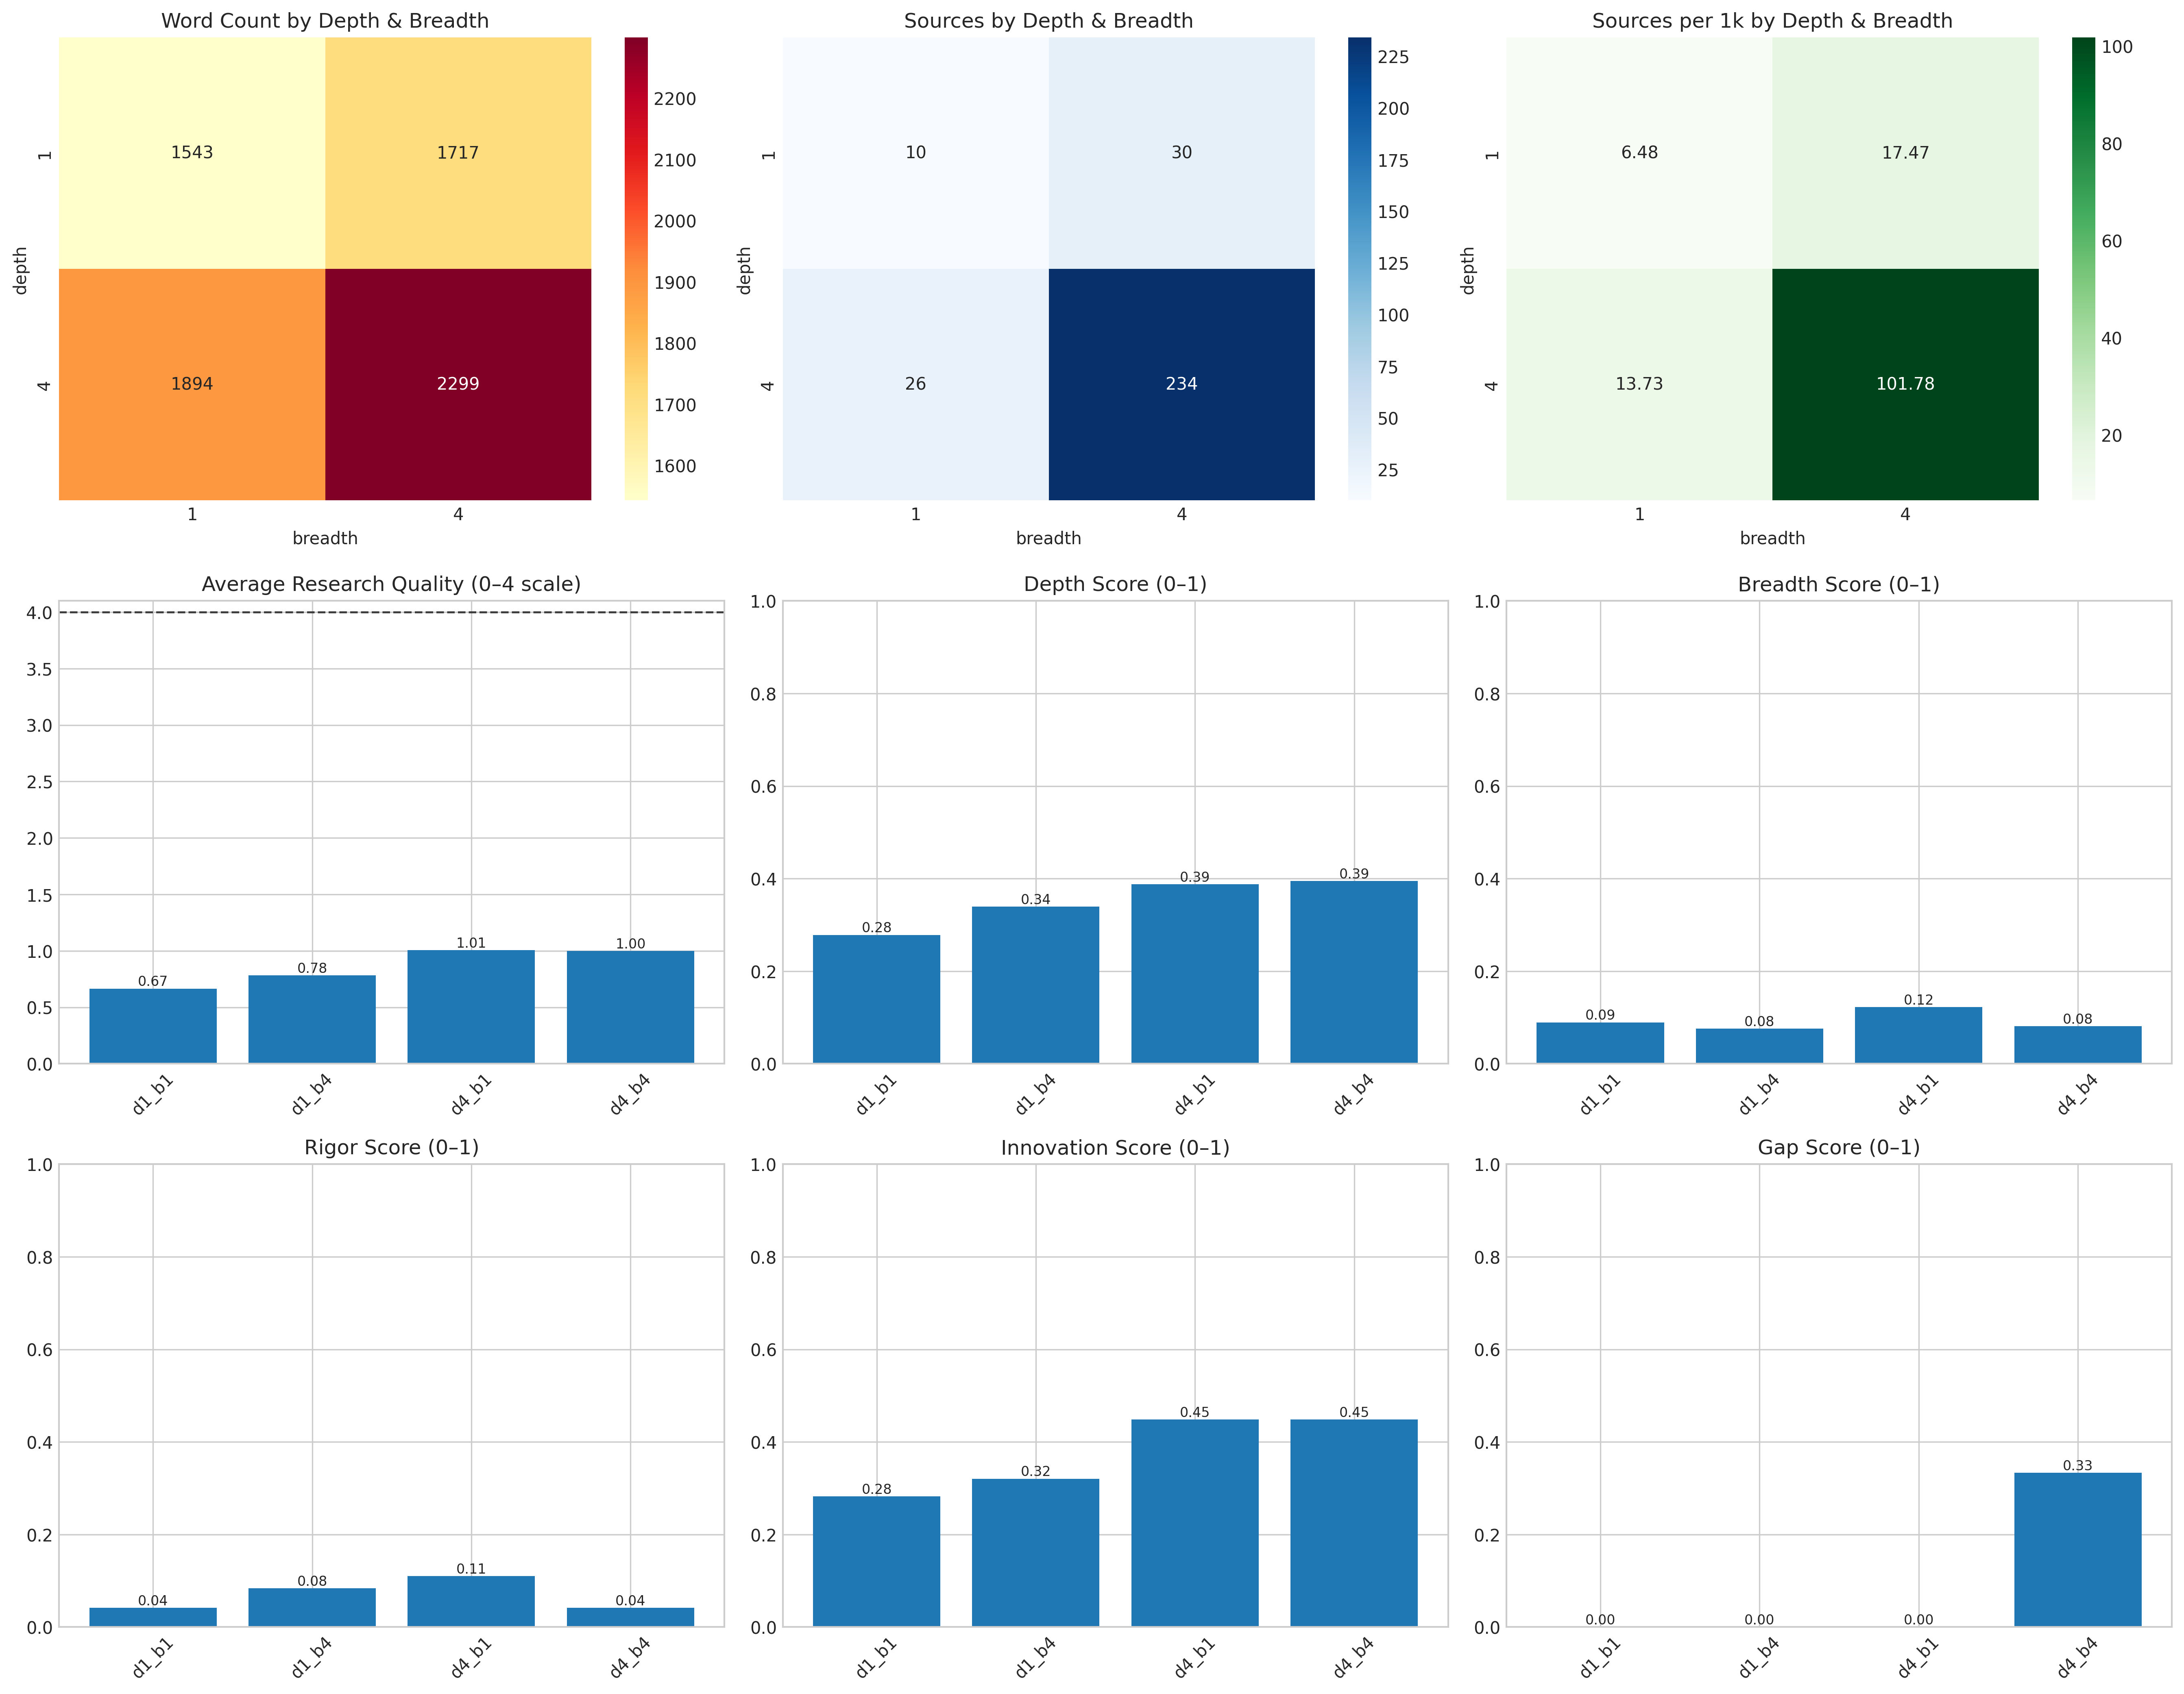 Word Count by Depth & Breadth
1543 1717
1894 2299
1
4
depth
1 4
breadth
2200
2100
2000
1900
1800
1700
1600
Sources by Depth & Breadth
10 30
26 234
1
4
depth
1 4
breadth
225
200
175
150
125
100
75
50
25
Sources per 1k by Depth & Breadth
6.48 17.47
13.73 101.78
1
4
depth
1 4
breadth
100
80
60
40
20
Average Research Quality (0–4 scale)
4.0
3.5
3.0
2.5
2.0
1.5
1.0
0.5
0.0
0.67 0.78 1.01 1.00
d1_b1 d1_b4 d4_b1 d4_b4
Depth Score (0–1)
1.0
0.8
0.6
0.4
0.2
0.0
0.28 0.34 0.39 0.39
d1_b1 d1_b4 d4_b1 d4_b4
Breadth Score (0–1)
1.0
0.8
0.6
0.4
0.2
0.0
0.09 0.08 0.12 0.08
d1_b1 d1_b4 d4_b1 d4_b4
Rigor Score (0–1)
1.0
0.8
0.6
0.4
0.2
0.0
0.04 0.08 0.11 0.04
d1_b1 d1_b4 d4_b1 d4_b4
Innovation Score (0–1)
1.0
0.8
0.6
0.4
0.2
0.0
0.28 0.32 0.45 0.45
d1_b1 d1_b4 d4_b1 d4_b4
Gap Score (0–1)
1.0
0.8
0.6
0.4
0.2
0.0
0.00 0.00 0.00 0.33
d1_b1 d1_b4 d4_b1 d4_b4